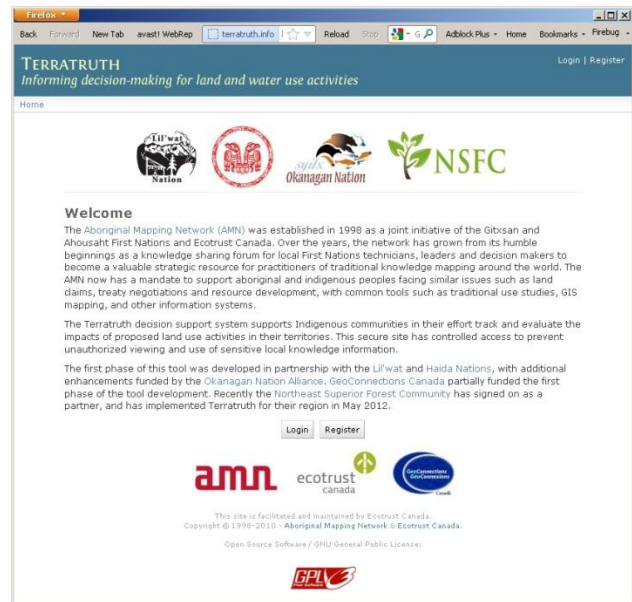 Firefox
Back Forward New Tab avast! WebRep terratruth.info Reload Stop G Adblock Plus Home Bookmarks Firebug
TERRATRUTH
Login | Register
Informing decision-making for land and water use activities
Home
Lil'wat
Nation
syilx
Okanagan Nation
NSFC
Welcome
The Aboriginal Mapping Network (AMN) was established in 1998 as a joint initiative of the Gitxsan and
Ahousaht First Nations and Ecotrust Canada. Over the years, the network has grown from its humble
beginnings as a knowledge sharing forum for local First Nations technicians, leaders and decision makers to
become a valuable strategic resource for practitioners of traditional knowledge mapping around the world. The
AMN now has a mandate to support aboriginal and indigenous peoples facing similar issues such as land
claims, treaty negotiations and resource development, with common tools such as traditional use studies, GIS
mapping, and other information systems.
The Terratruth decision support system supports Indigenous communities in their effort track and evaluate the
impacts of proposed land use activities in their territories. This secure site has controlled access to prevent
unauthorized viewing and use of sensitive local knowledge information.
The first phase of this tool was developed in partnership with the Lil'wat and Haida Nations, with additional
enhancements funded by the Okanagan Nation Alliance. GeoConnections Canada partially funded the first
phase of the tool development. Recently the Northeast Superior Forest Community has signed on as a
partner, and has implemented Terratruth for their region in May 2012.
Login Register
amn ecotrust
canada
GeoConnections
GéoConnexions
Canada
This site is facilitated and maintained by Ecotrust Canada.
Copyright © 1998-2010 - Aboriginal Mapping Network & Ecotrust Canada.
Open Source Software / GNU General Public License:
GPLv3